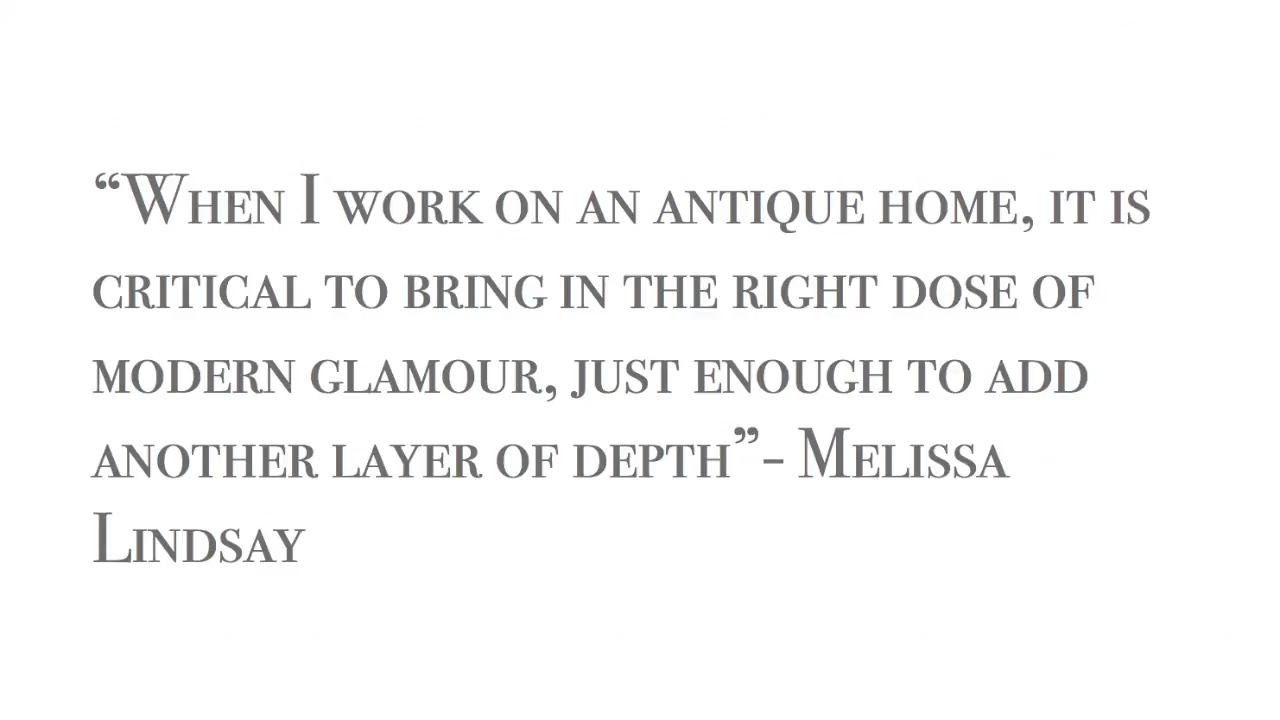 “When I work on an antique home, it is
critical to bring in the right dose of
modern glamour, just enough to add
another layer of depth”- Melissa
Lindsay